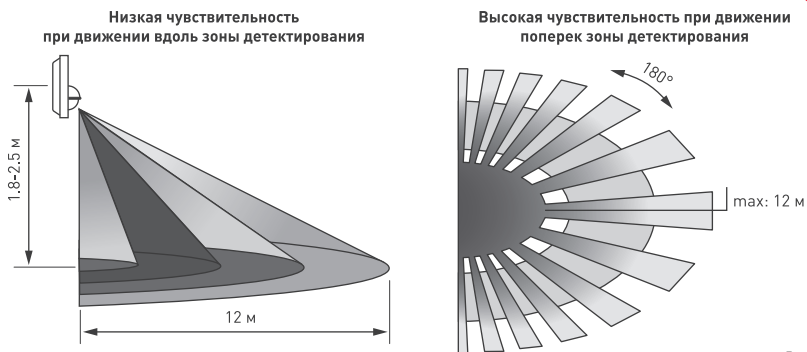 Низкая чувствительность
при движении вдоль зоны детектирования
Высокая чувствительность при движении
поперек зоны детектирования
180°
1.8-2.5 м
max: 12 м
12 м